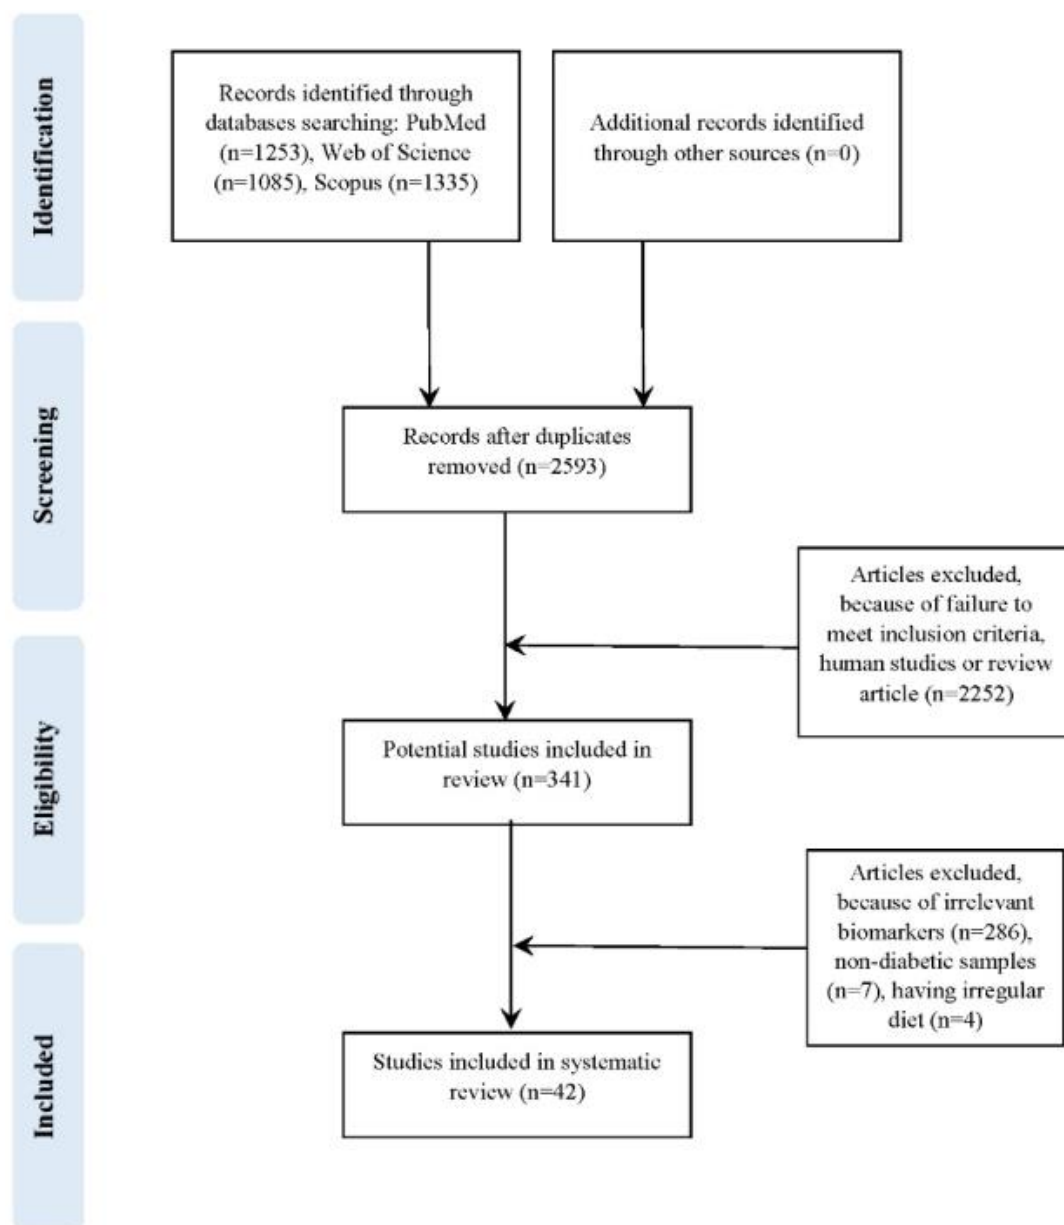 Identification
Records identified through
databases searching: PubMed
(n=1253), Web of Science
(n=1085), Scopus (n=1335)
Additional records identified
through other sources (n=0)
Screening
Records after duplicates
removed (n=2593)
Articles excluded,
because of failure to
meet inclusion criteria,
human studies or review
article (n=2252)
Eligibility
Potential studies included in
review (n=341)
Articles excluded,
because of irrelevant
biomarkers (n=286),
non-diabetic samples
(n=7), having irregular
diet (n=4)
Included
Studies included in systematic
review (n=42)